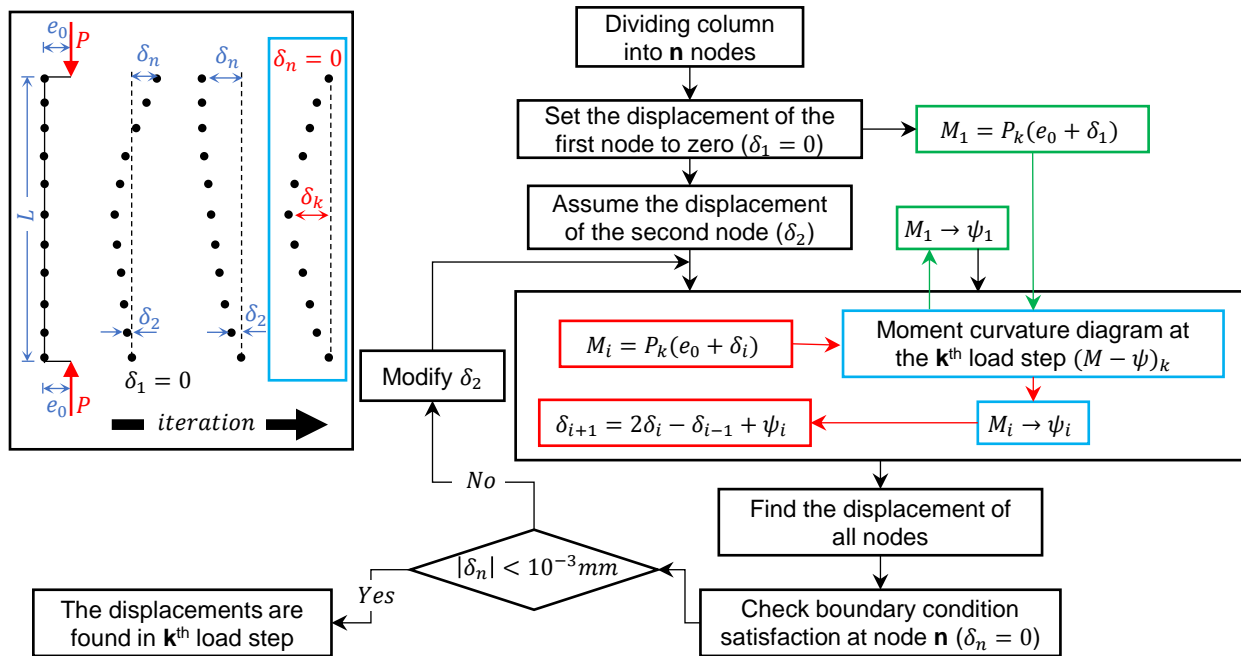 e₀
P
δₙ
δₙ
δₙ = 0
L
δₖ
δ₂
δ₂
δ₁ = 0
e₀
P
iteration
Dividing column
into n nodes
Set the displacement of the
first node to zero (δ₁ = 0)
M₁ = Pₖ(e₀ + δ₁)
Assume the displacement
of the second node (δ₂)
M₁ → ψ₁
Mᵢ = Pₖ(e₀ + δᵢ)
Moment curvature diagram at
the kᵗʰ load step (M − ψ)ₖ
Modify δ₂
δᵢ₊₁ = 2δᵢ − δᵢ₋₁ + ψᵢ
Mᵢ → ψᵢ
No
Find the displacement of
all nodes
|δₙ| < 10⁻³mm
Yes
The displacements are
found in kᵗʰ load step
Check boundary condition
satisfaction at node n (δₙ = 0)